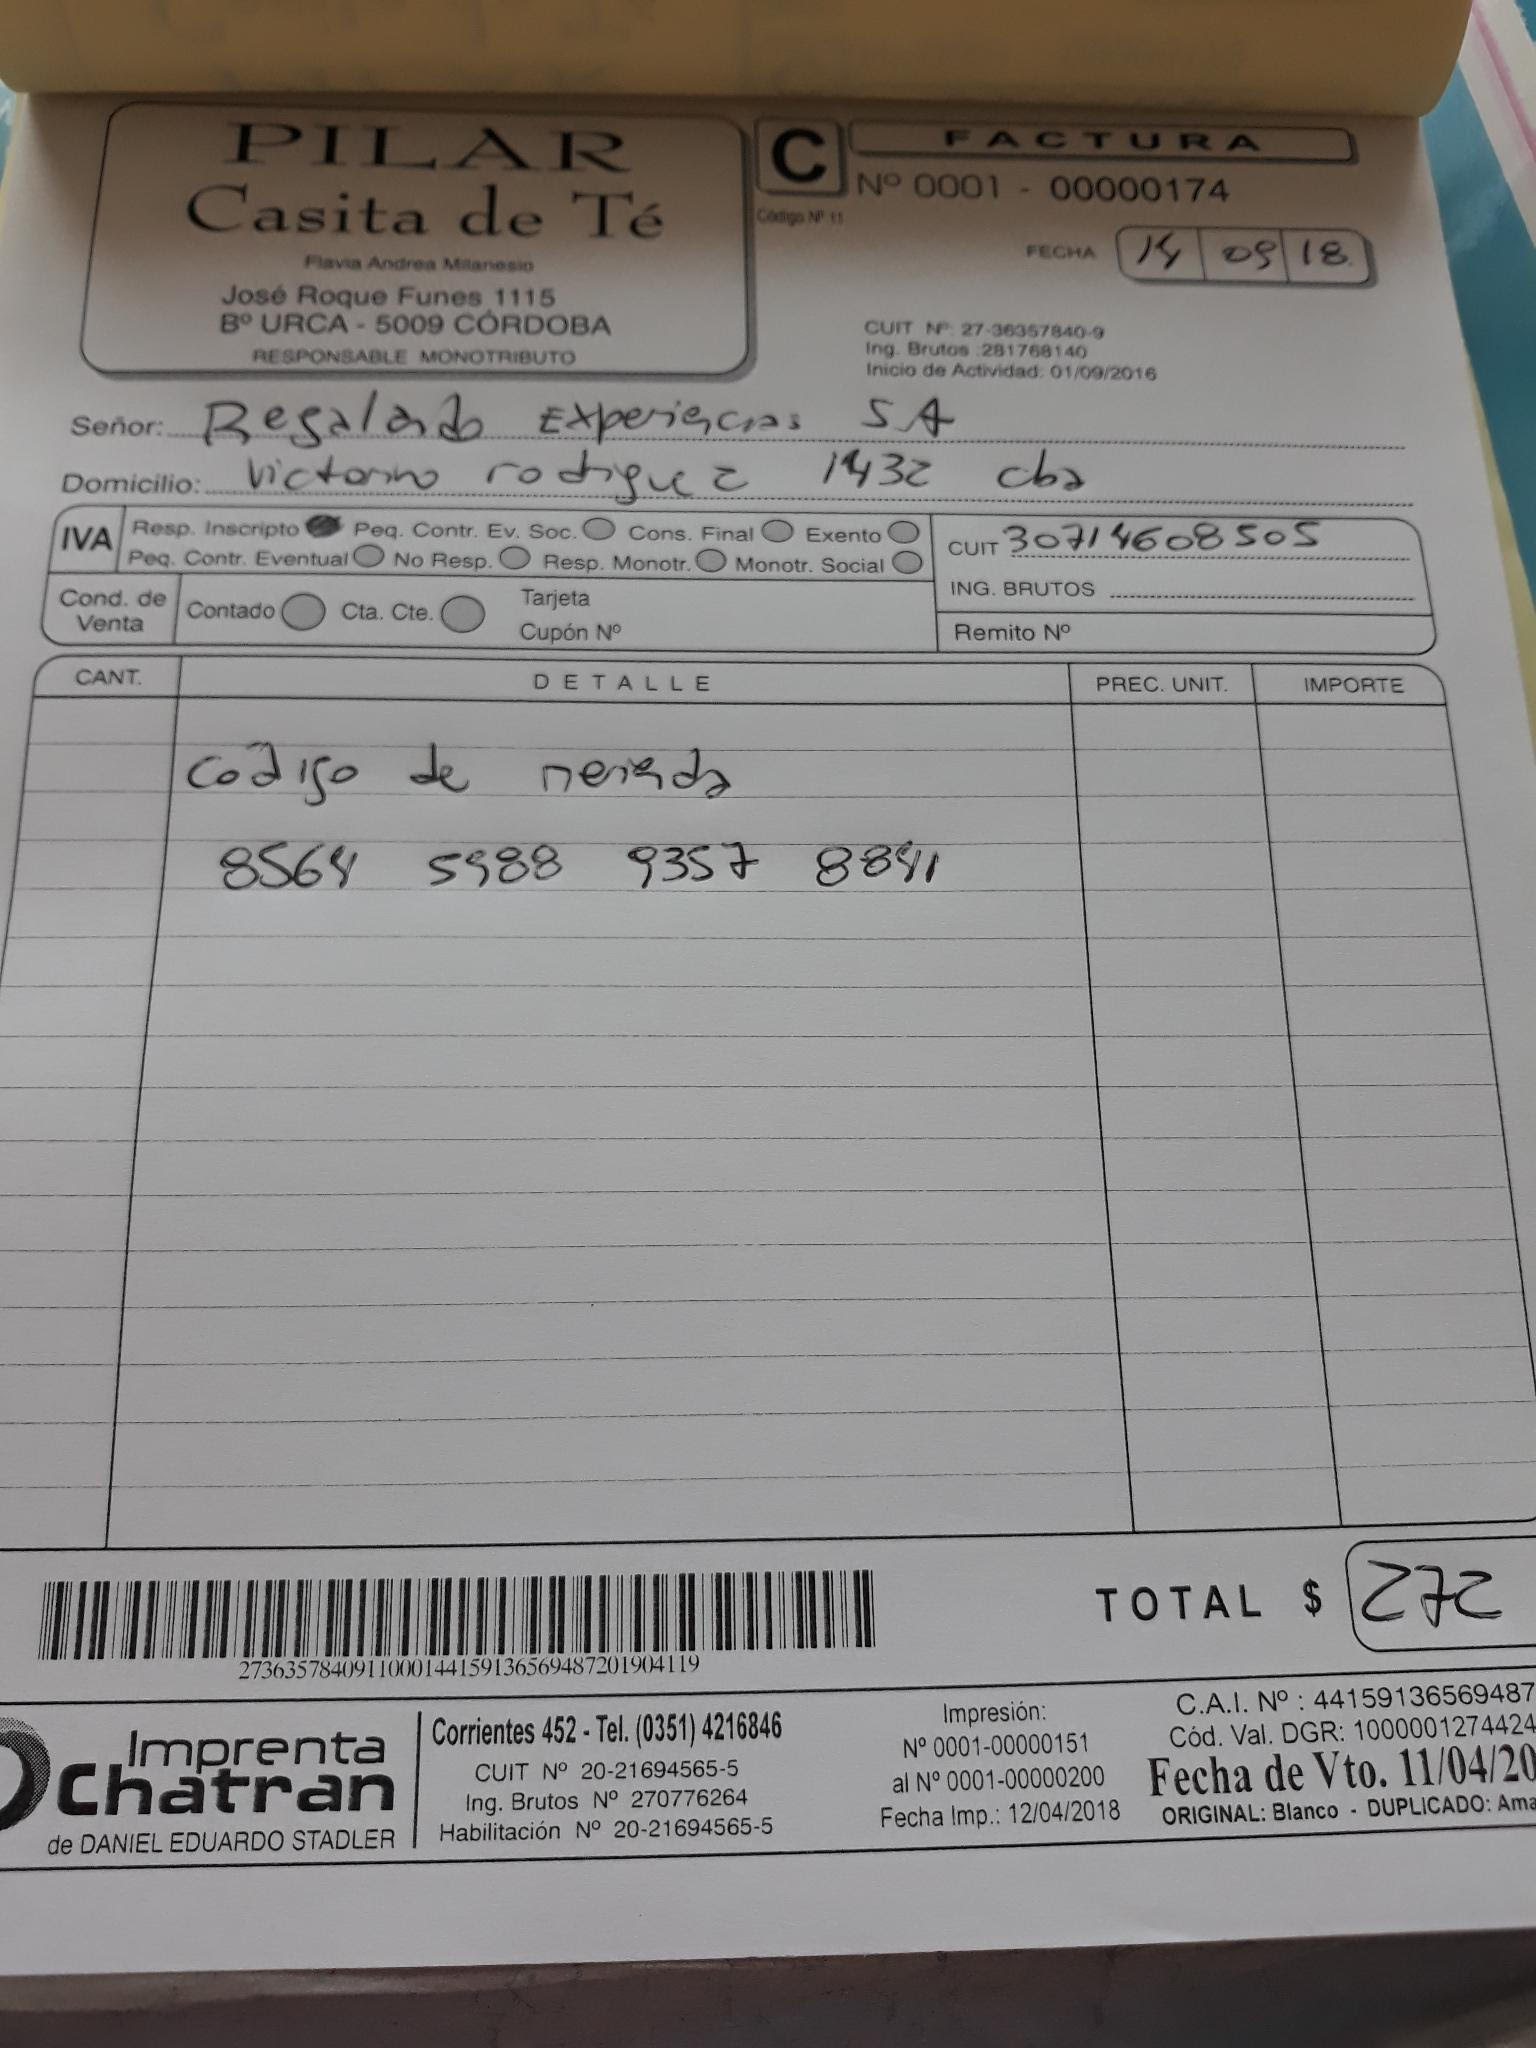 PILAR
Casita de Té
Flavia Andrea Milanesio
José Roque Funes 1115
Bº URCA - 5009 CÓRDOBA
RESPONSABLE MONOTRIBUTO
C
Código Nº 11
FACTURA
Nº 0001 - 00000174
FECHA 14 09 18
CUIT Nº: 27-36357840-9
Ing. Brutos :281768140
Inicio de Actividad: 01/09/2016
Señor: Regalado Experiencias SA
Domicilio: Victorino rodriguez 1432 cba
IVA
Resp. Inscripto Peq. Contr. Ev. Soc. Cons. Final Exento
Peq. Contr. Eventual No Resp. Resp. Monotr. Monotr. Social
CUIT 30714608505
ING. BRUTOS
Cond. de Venta
Contado Cta. Cte.
Tarjeta
Cupón Nº
Remito Nº
CANT. DETALLE PREC. UNIT. IMPORTE
Codigo de merienda
8564 5988 9357 8841
TOTAL $ 272
27363578409110001441591365694872019041​19
Imprenta
Chatran
de DANIEL EDUARDO STADLER
Corrientes 452 - Tel. (0351) 4216846
CUIT Nº 20-21694565-5
Ing. Brutos Nº 270776264
Habilitación Nº 20-21694565-5
Impresión:
Nº 0001-00000151
al Nº 0001-00000200
Fecha Imp.: 12/04/2018
C.A.I. Nº : 44159136569487
Cód. Val. DGR: 1000001274424
Fecha de Vto. 11/04/20
ORIGINAL: Blanco - DUPLICADO: Ama